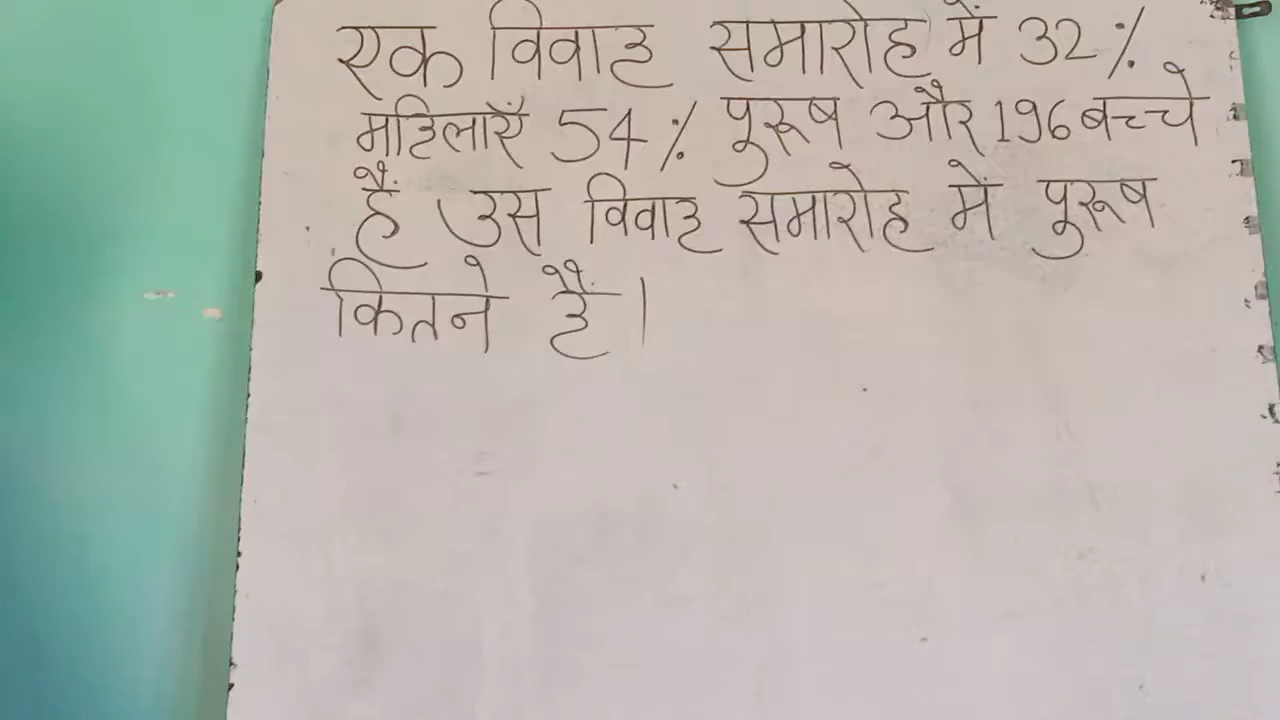 एक विवाह समारोह में 32%
महिलाएँ 54% पुरूष और 196 बच्चे
हैं उस विवाह समारोह में पुरूष
कितने हैं।